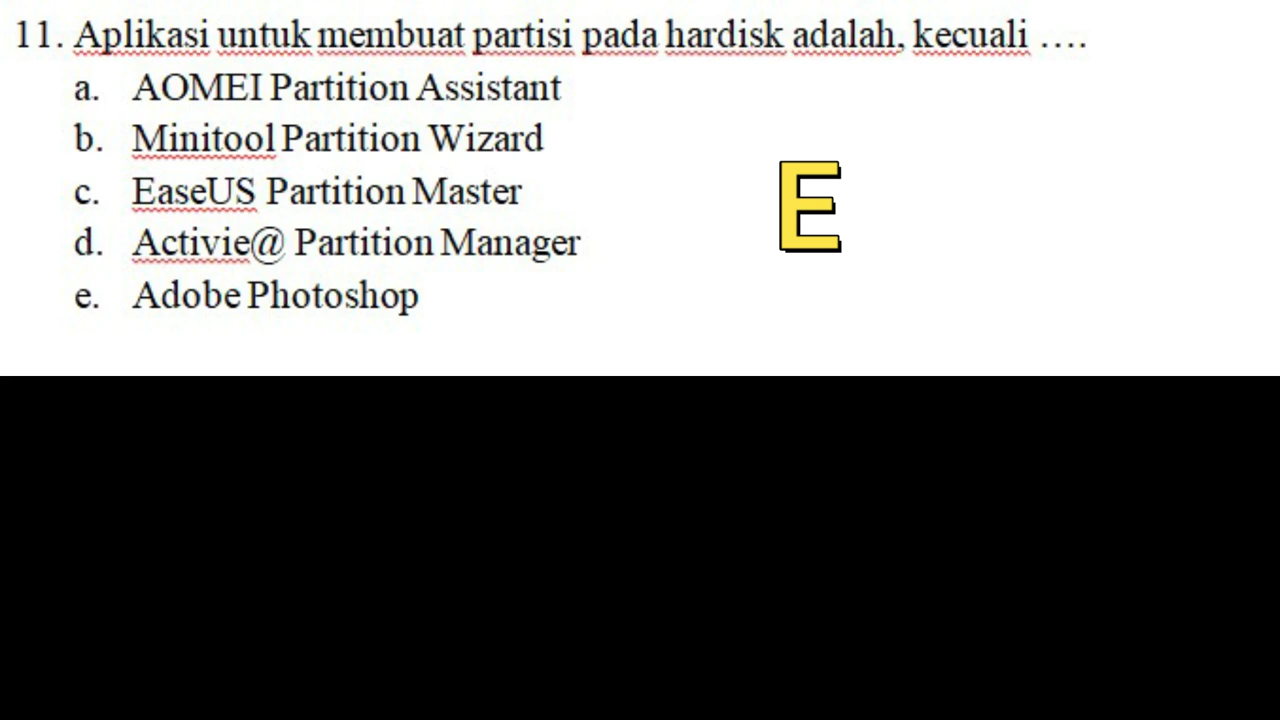 11. Aplikasi untuk membuat partisi pada hardisk adalah, kecuali ....
a. AOMEI Partition Assistant
b. Minitool Partition Wizard
c. EaseUS Partition Master
d. Activie@ Partition Manager
e. Adobe Photoshop
E